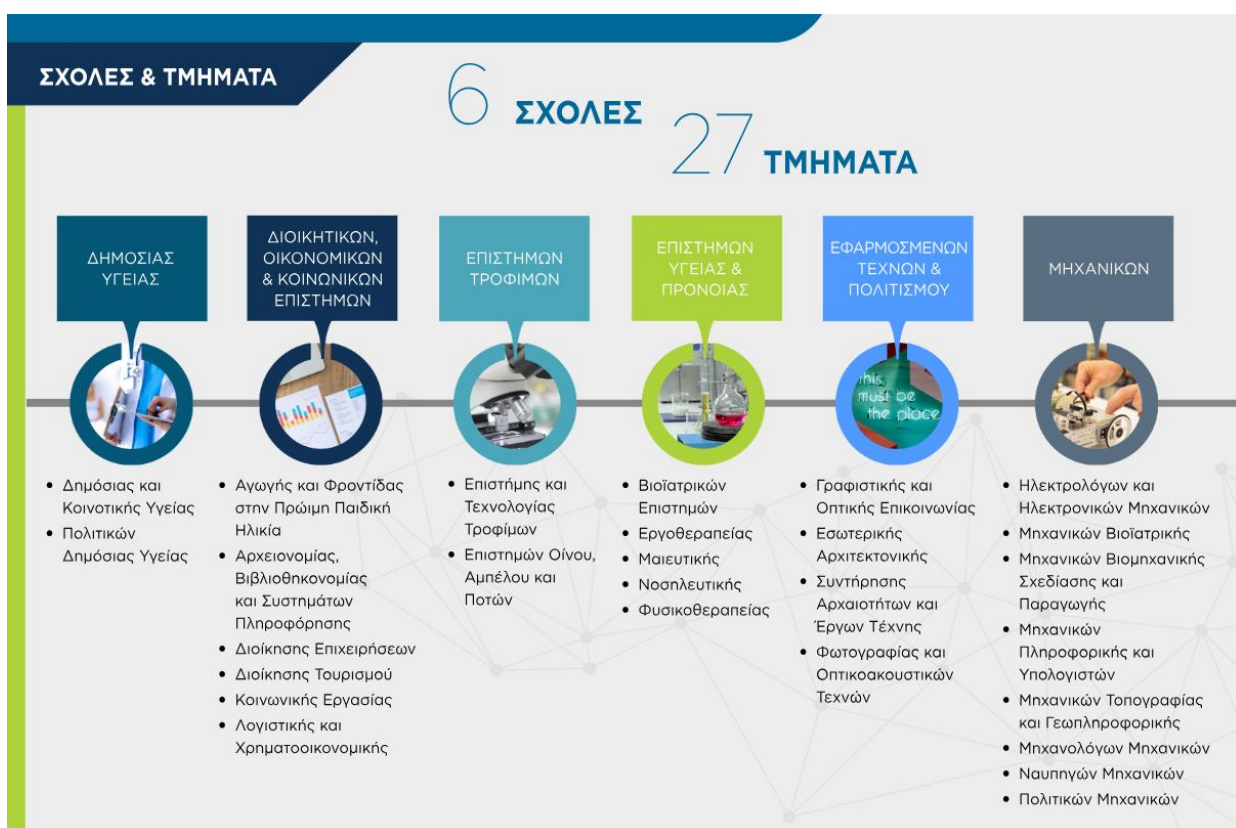 ΣΧΟΛΕΣ & ΤΜΗΜΑΤΑ
6 ΣΧΟΛΕΣ
27 ΤΜΗΜΑΤΑ
ΔΗΜΟΣΙΑΣ
ΥΓΕΙΑΣ
• Δημόσιας και
Κοινοτικής Υγείας
• Πολιτικών
Δημόσιας Υγείας
ΔΙΟΙΚΗΤΙΚΩΝ,
ΟΙΚΟΝΟΜΙΚΩΝ
& ΚΟΙΝΩΝΙΚΩΝ
ΕΠΙΣΤΗΜΩΝ
• Αγωγής και Φροντίδας
στην Πρώιμη Παιδική
Ηλικία
• Αρχειονομίας,
Βιβλιοθηκονομίας
και Συστημάτων
Πληροφόρησης
• Διοίκησης Επιχειρήσεων
• Διοίκησης Τουρισμού
• Κοινωνικής Εργασίας
• Λογιστικής και
Χρηματοοικονομικής
ΕΠΙΣΤΗΜΩΝ
ΤΡΟΦΙΜΩΝ
• Επιστήμης και
Τεχνολογίας
Τροφίμων
• Επιστημών Οίνου,
Αμπέλου και
Ποτών
ΕΠΙΣΤΗΜΩΝ
ΥΓΕΙΑΣ &
ΠΡΟΝΟΙΑΣ
• Βιοϊατρικών
Επιστημών
• Εργοθεραπείας
• Μαιευτικής
• Νοσηλευτικής
• Φυσικοθεραπείας
ΕΦΑΡΜΟΣΜΕΝΩΝ
ΤΕΧΝΩΝ &
ΠΟΛΙΤΙΣΜΟΥ
this
must be
the place
• Γραφιστικής και
Οπτικής Επικοινωνίας
• Εσωτερικής
Αρχιτεκτονικής
• Συντήρησης
Αρχαιοτήτων και
Έργων Τέχνης
• Φωτογραφίας και
Οπτικοακουστικών
Τεχνών
ΜΗΧΑΝΙΚΩΝ
• Ηλεκτρολόγων και
Ηλεκτρονικών Μηχανικών
• Μηχανικών Βιοϊατρικής
• Μηχανικών Βιομηχανικής
Σχεδίασης και
Παραγωγής
• Μηχανικών
Πληροφορικής και
Υπολογιστών
• Μηχανικών Τοπογραφίας
και Γεωπληροφορικής
• Μηχανολόγων Μηχανικών
• Ναυπηγών Μηχανικών
• Πολιτικών Μηχανικών